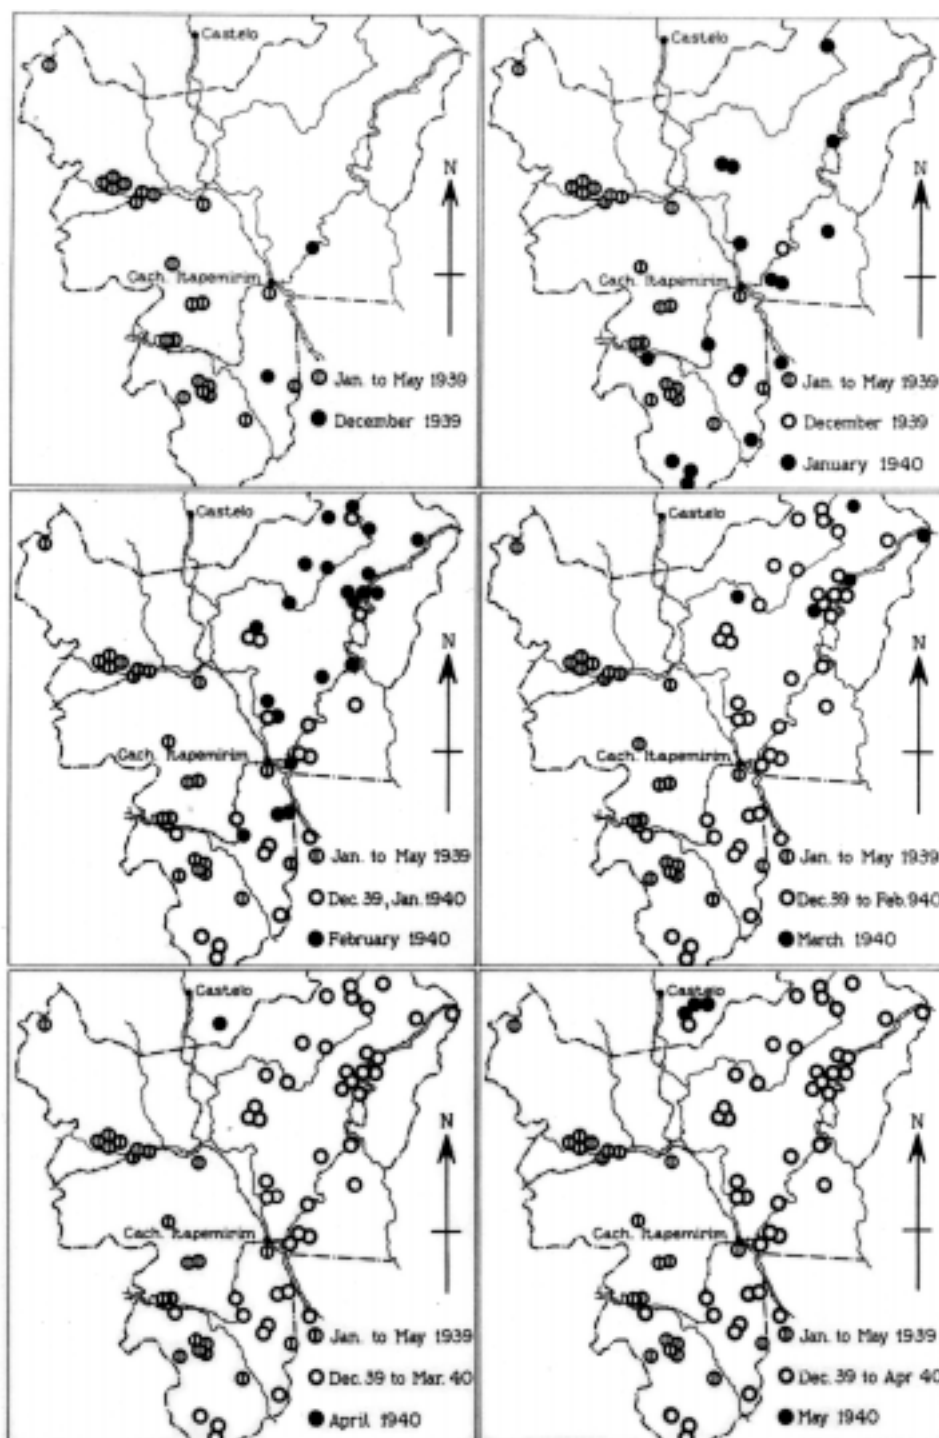 Castelo
N
Cach. Itapemirim
Jan. to May 1939
December 1939
Castelo
N
Cach. Itapemirim
Jan. to May 1939
December 1939
January 1940
Castelo
N
Cach. Itapemirim
Jan. to May 1939
Dec. 39, Jan. 1940
February 1940
Castelo
N
Cach. Itapemirim
Jan. to May 1939
Dec. 39 to Feb. 940
March 1940
Castelo
N
Cach. Itapemirim
Jan. to May 1939
Dec. 39 to Mar. 40
April 1940
Castelo
N
Cach. Itapemirim
Jan. to May 1939
Dec. 39 to Apr 40
May 1940